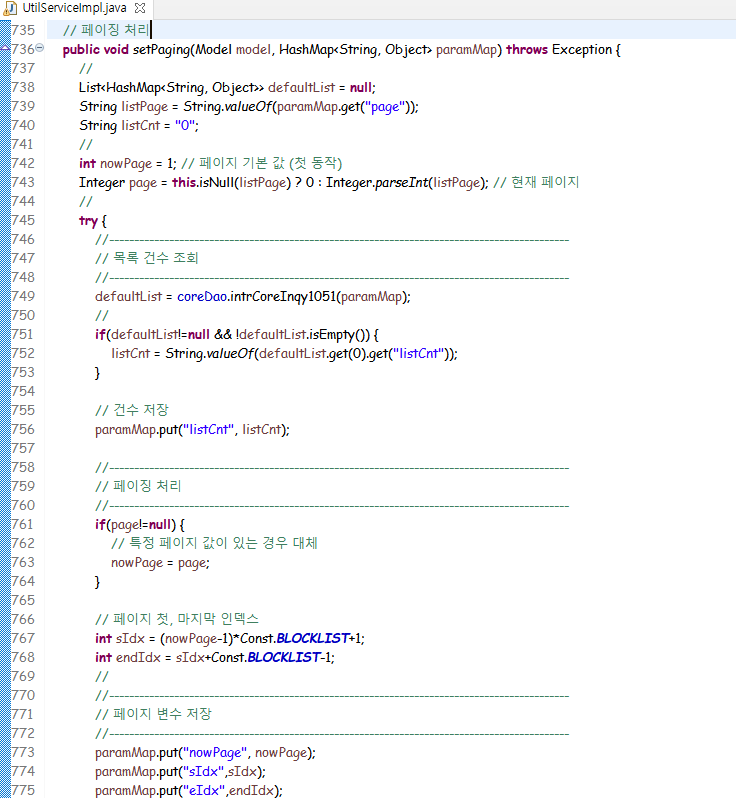 UtilServiceImpl.java
735 // 페이징 처리
736 public void setPaging(Model model, HashMap<String, Object> paramMap) throws Exception {
737 //
738 List<HashMap<String, Object>> defaultList = null;
739 String listPage = String.valueOf(paramMap.get("page"));
740 String listCnt = "0";
741 //
742 int nowPage = 1; // 페이지 기본 값 (첫 동작)
743 Integer page = this.isNull(listPage) ? 0 : Integer.parseInt(listPage); // 현재 페이지
744 //
745 try {
746 //--------------------------------------------------------------------------------------------
747 // 목록 건수 조회
748 //--------------------------------------------------------------------------------------------
749 defaultList = coreDao.intrCoreInqy1051(paramMap);
750 //
751 if(defaultList!=null && !defaultList.isEmpty()) {
752 listCnt = String.valueOf(defaultList.get(0).get("listCnt"));
753 }
754
755 // 건수 저장
756 paramMap.put("listCnt", listCnt);
757
758 //--------------------------------------------------------------------------------------------
759 // 페이징 처리
760 //--------------------------------------------------------------------------------------------
761 if(page!=null) {
762 // 특정 페이지 값이 있는 경우 대체
763 nowPage = page;
764 }
765
766 // 페이지 첫, 마지막 인덱스
767 int sIdx = (nowPage-1)*Const.BLOCKLIST+1;
768 int endIdx = sIdx+Const.BLOCKLIST-1;
769 //
770 //--------------------------------------------------------------------------------------------
771 // 페이지 변수 저장
772 //--------------------------------------------------------------------------------------------
773 paramMap.put("nowPage", nowPage);
774 paramMap.put("sIdx",sIdx);
775 paramMap.put("eIdx",endIdx);